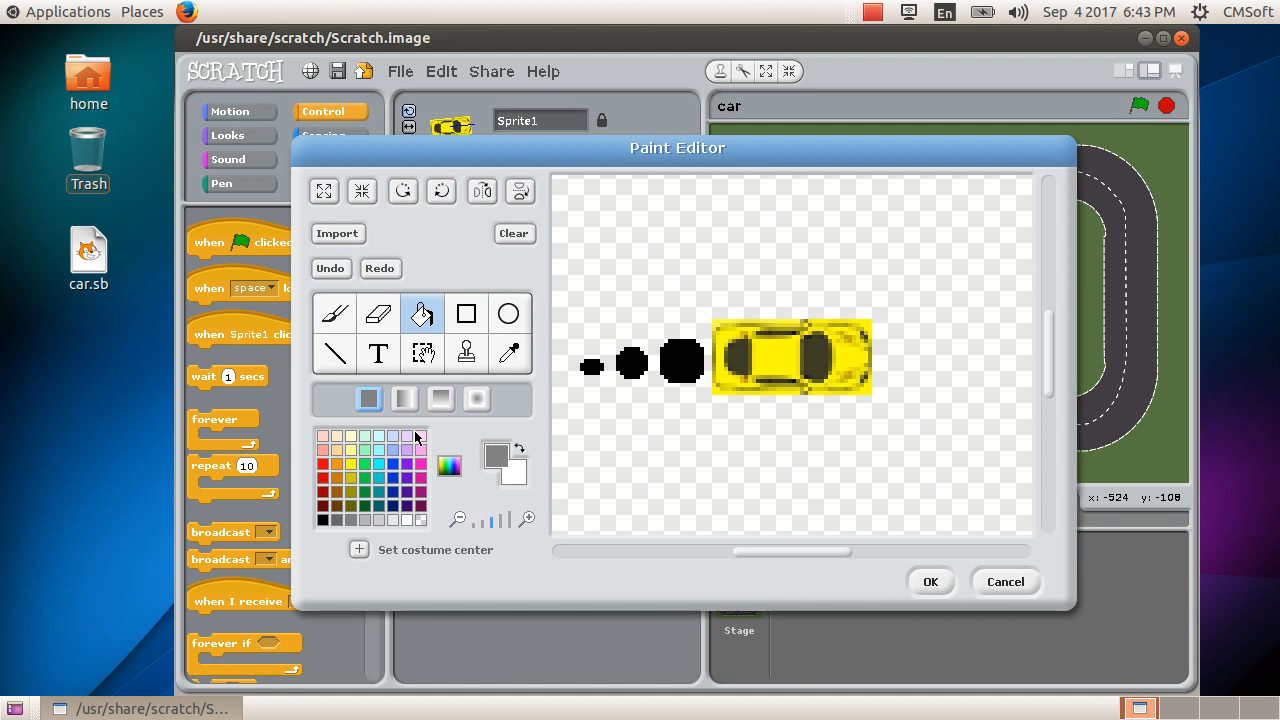 Applications Places En Sep 4 2017 6:43 PM CMSoft
/usr/share/scratch/Scratch.image
SCRATCH File Edit Share Help
home
Trash
car.sb
Motion Control
Looks
Sound
Pen
Sprite1
car
Paint Editor
when clicked
when space
when Sprite1
wait 1 secs
forever
repeat 10
broadcast
broadcast
when I receive
forever if
Import Clear
Undo Redo
T
Set costume center
OK Cancel
x: -524 y: -108
Stage
/usr/share/scratch/S...